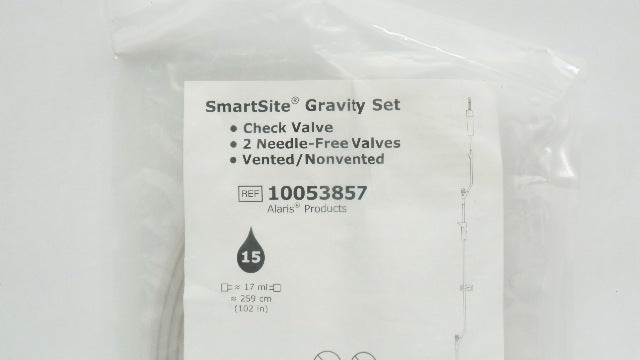 SmartSite® Gravity Set
• Check Valve
• 2 Needle-Free Valves
• Vented/Nonvented
REF 10053857
Alaris® Products
15
≈ 17 ml
≈ 259 cm
(102 in)